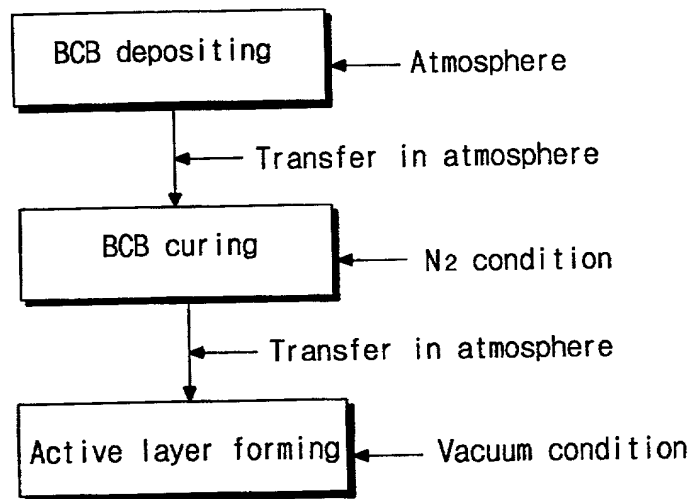 BCB depositing
Atmosphere
Transfer in atmosphere
BCB curing
N2 condition
Transfer in atmosphere
Active layer forming
Vacuum condition